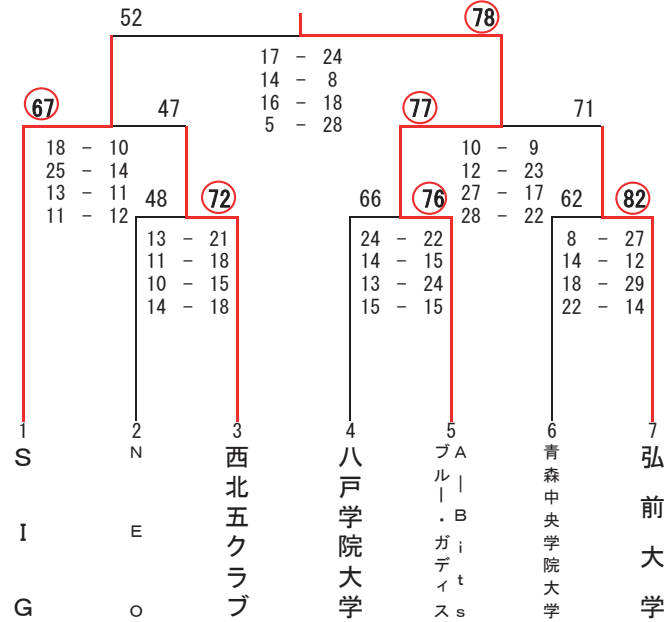 52 78
17 － 24
14 － 8
16 － 18
5 － 28
67 47 77 71
18 － 10
25 － 14
13 － 11
11 － 12
10 － 9
12 － 23
27 － 17
28 － 22
48 72 66 76 62 82
13 － 21
11 － 18
10 － 15
14 － 18
24 － 22
14 － 15
13 － 24
15 － 15
8 － 27
14 － 12
18 － 29
22 － 14
1 2 3 4 5 6 7
SIG
NEO
西北五クラブ
八戸学院大学
A－Bits
ブルー・ガディス
青森中央学院大学
弘前大学